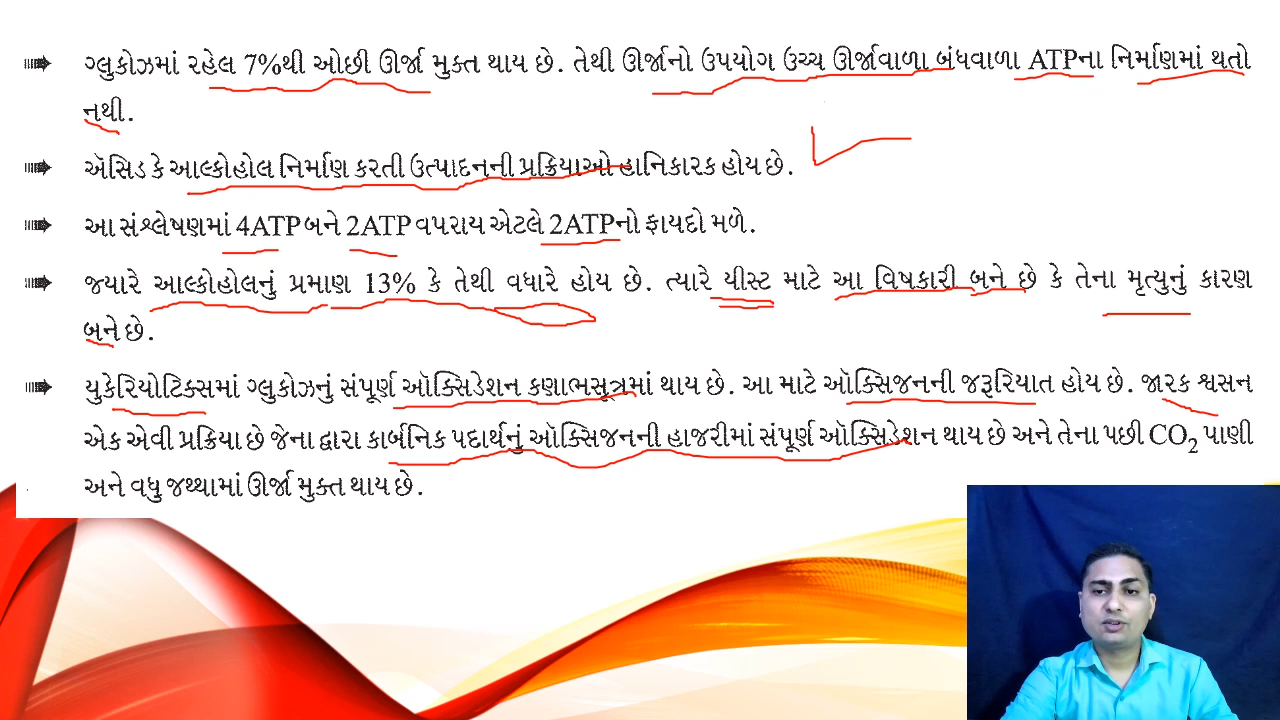 ગ્લુકોઝમાં રહેલ 7%થી ઓછી ઊર્જા મુક્ત થાય છે. તેથી ઊર્જાનો ઉપયોગ ઉચ્ચ ઊર્જાવાળા બંધવાળા ATPના નિર્માણમાં થતો
નથી.
ઍસિડ કે આલ્કોહોલ નિર્માણ કરતી ઉત્પાદનની પ્રક્રિયાઓ હાનિકારક હોય છે.
આ સંશ્લેષણમાં 4ATP બને 2ATP વપરાય એટલે 2ATPનો ફાયદો મળે.
જ્યારે આલ્કોહોલનું પ્રમાણ 13% કે તેથી વધારે હોય છે. ત્યારે યીસ્ટ માટે આ વિષકારી બને છે કે તેના મૃત્યુનું કારણ
બને છે.
યુકેરિયોટિક્સમાં ગ્લુકોઝનું સંપૂર્ણ ઑક્સિડેશન કણાભસૂત્રમાં થાય છે. આ માટે ઑક્સિજનની જરૂરિયાત હોય છે. જારક શ્વસન
એક એવી પ્રક્રિયા છે જેના દ્વારા કાર્બનિક પદાર્થનું ઑક્સિજનની હાજરીમાં સંપૂર્ણ ઑક્સિડેશન થાય છે અને તેના પછી CO₂ પાણી
અને વધુ જથ્થામાં ઊર્જા મુક્ત થાય છે.